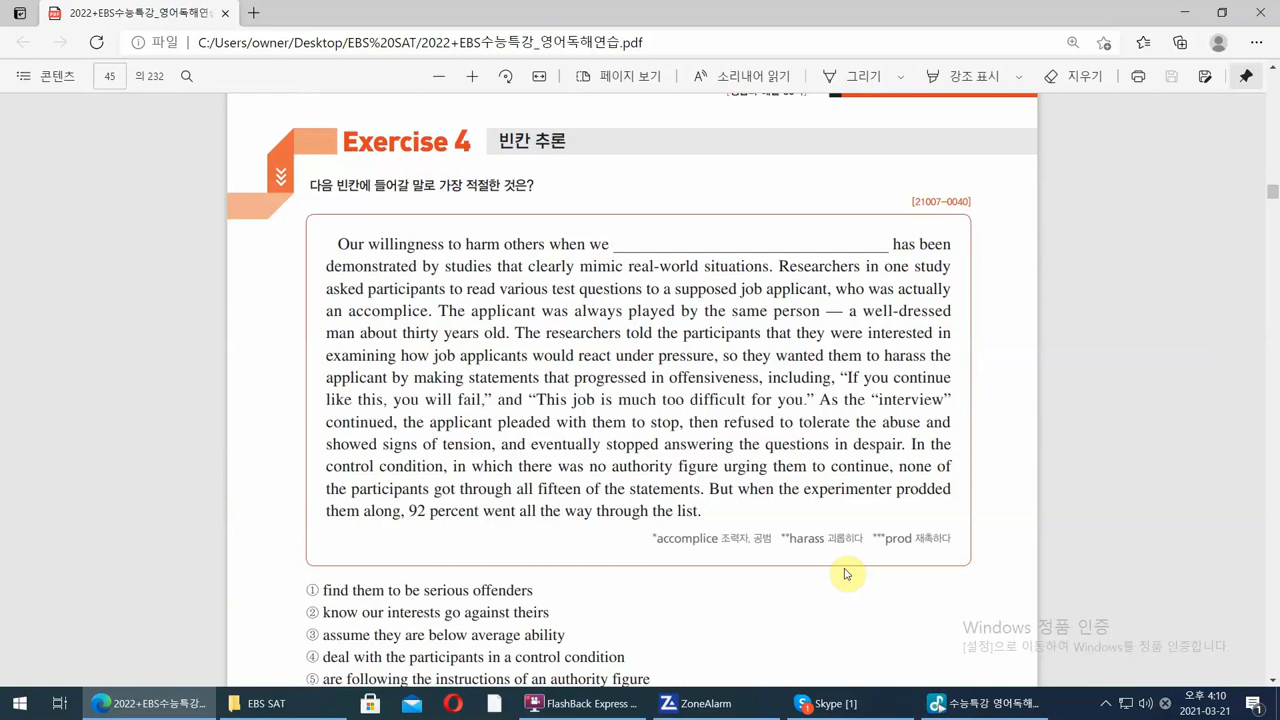 2022+EBS수능특강_영어독해연습
파일 C:/Users/owner/Desktop/EBS%20SAT/2022+EBS수능특강_영어독해연습.pdf
콘텐츠 45 의 232 페이지 보기 소리내어 읽기 그리기 강조 표시 지우기
Exercise 4 빈칸 추론
다음 빈칸에 들어갈 말로 가장 적절한 것은?
[21007-0040]
Our willingness to harm others when we ______ has been
demonstrated by studies that clearly mimic real-world situations. Researchers in one study
asked participants to read various test questions to a supposed job applicant, who was actually
an accomplice. The applicant was always played by the same person — a well-dressed
man about thirty years old. The researchers told the participants that they were interested in
examining how job applicants would react under pressure, so they wanted them to harass the
applicant by making statements that progressed in offensiveness, including, “If you continue
like this, you will fail,” and “This job is much too difficult for you.” As the “interview”
continued, the applicant pleaded with them to stop, then refused to tolerate the abuse and
showed signs of tension, and eventually stopped answering the questions in despair. In the
control condition, in which there was no authority figure urging them to continue, none of
the participants got through all fifteen of the statements. But when the experimenter prodded
them along, 92 percent went all the way through the list.
*accomplice 조력자, 공범 **harass 괴롭히다 ***prod 재촉하다
① find them to be serious offenders
② know our interests go against theirs
③ assume they are below average ability
④ deal with the participants in a control condition
⑤ are following the instructions of an authority figure
Windows 정품 인증
[설정]으로 이동하여 Windows를 정품 인증합니다.
2022+EBS수능특강_... EBS SAT FlashBack Express ... ZoneAlarm Skype [1] 수능특강 영어독해... 오후 4:10
2021-03-21